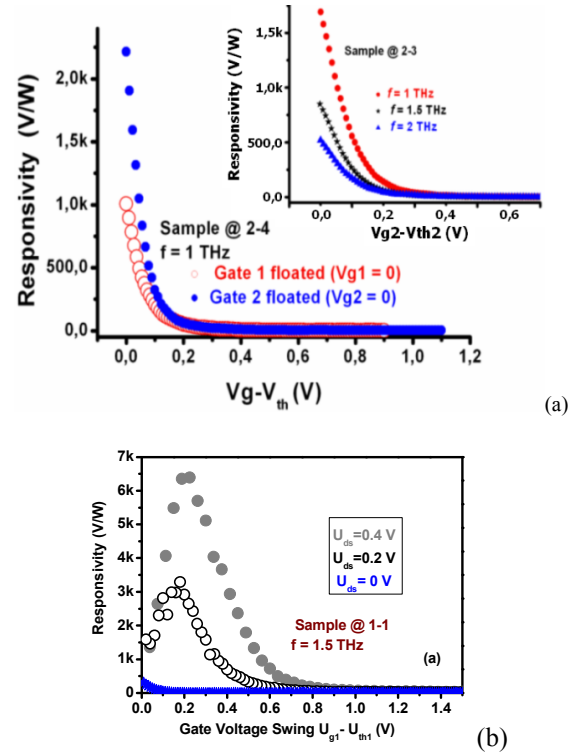 2,0k
1,5k
1,0k
500,0
0,0
Responsivity (V/W)
0,0 0,2 0,4 0,6 0,8 1,0 1,2
Vg-Vth (V)
Sample @ 2-4
f = 1 THz
Gate 1 floated (Vg1 = 0)
Gate 2 floated (Vg2 = 0)
1,5k
1,0k
500,0
0,0
Responsivity (V/W)
Sample @ 2-3
f = 1 THz
f = 1.5 THz
f = 2 THz
0,0 0,2 0,4 0,6
Vg2-Vth2 (V)
(a)
7k
6k
5k
4k
3k
2k
1k
0
Responsivity (V/W)
Uds=0.4 V
Uds=0.2 V
Uds=0 V
Sample @ 1-1
f = 1.5 THz
(a)
0.0 0.2 0.4 0.6 0.8 1.0 1.2 1.4
Gate Voltage Swing Ug1- Uth1 (V)
(b)